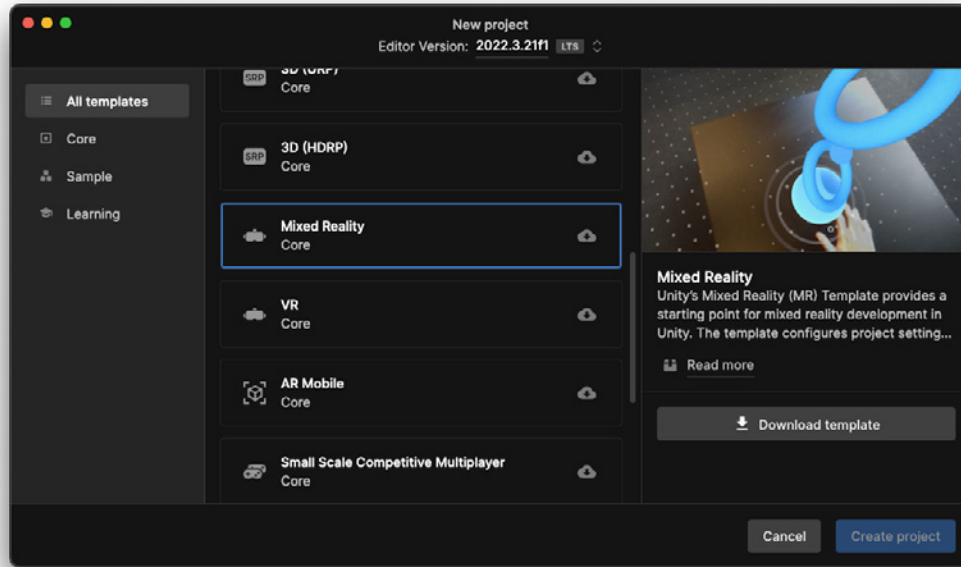 New project
Editor Version: 2022.3.21f1 LTS
All templates
Core
Sample
Learning
SRP 3D (URP)
Core
SRP 3D (HDRP)
Core
Mixed Reality
Core
VR
Core
AR Mobile
Core
Small Scale Competitive Multiplayer
Core
Mixed Reality
Unity's Mixed Reality (MR) Template provides a
starting point for mixed reality development in
Unity. The template configures project setting...
Read more
Download template
Cancel
Create project